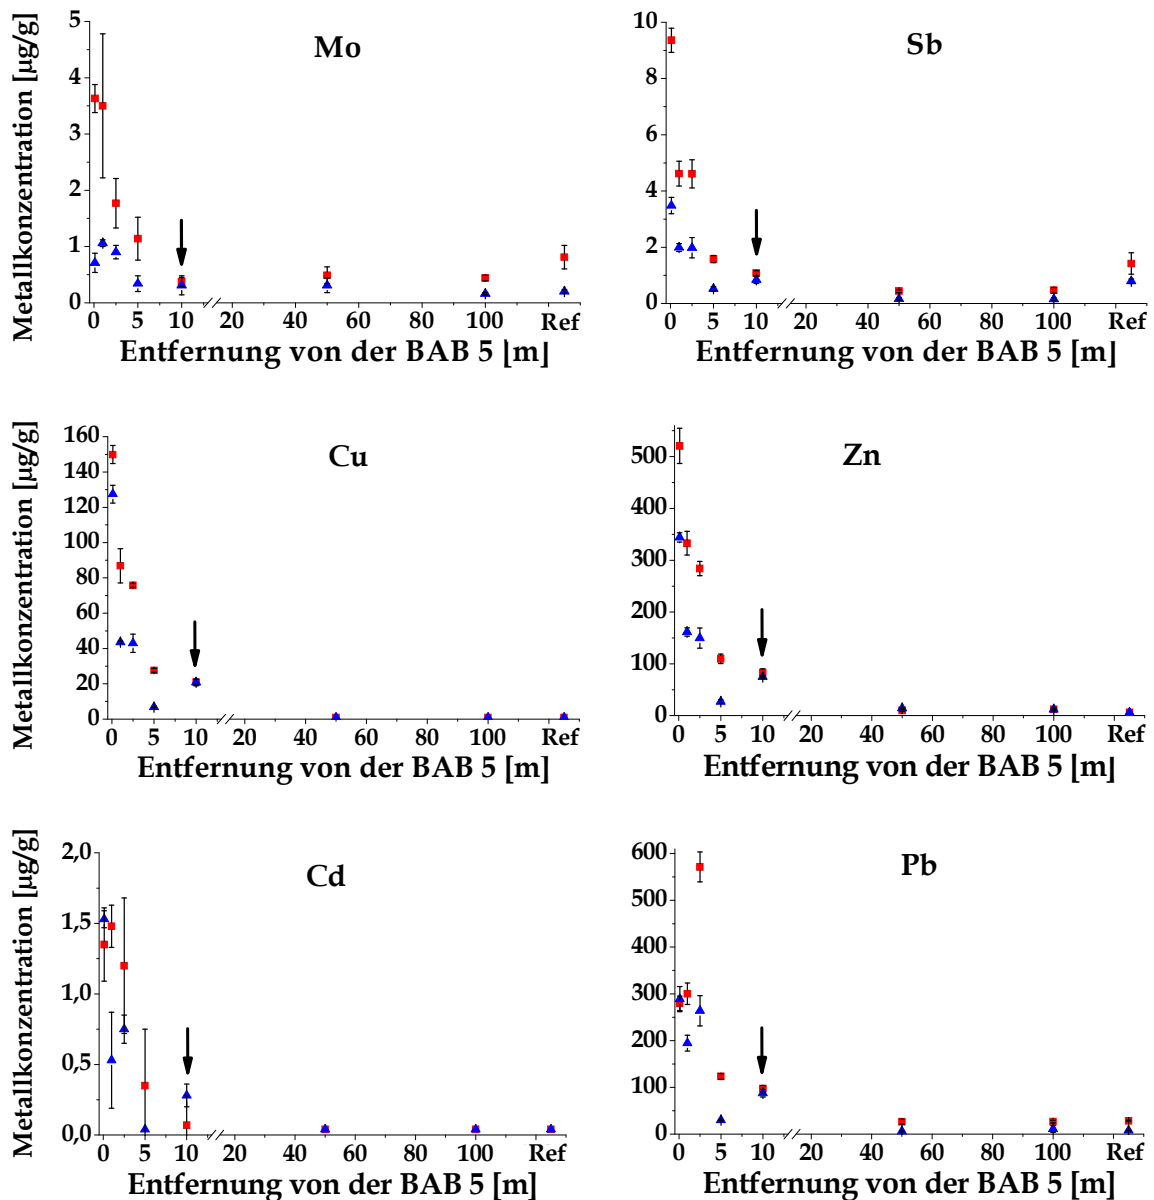 Mo
Metallkonzentration [µg/g]
5
4
3
2
1
0
0 5 10 20 40 60 80 100 Ref
Entfernung von der BAB 5 [m]
Sb
10
8
6
4
2
0
0 5 10 20 40 60 80 100 Ref
Entfernung von der BAB 5 [m]
Cu
Metallkonzentration [µg/g]
160
140
120
100
80
60
40
20
0
0 5 10 20 40 60 80 100 Ref
Entfernung von der BAB 5 [m]
Zn
500
400
300
200
100
0
0 5 10 20 40 60 80 100 Ref
Entfernung von der BAB 5 [m]
Cd
Metallkonzentration [µg/g]
2,0
1,5
1,0
0,5
0,0
0 5 10 20 40 60 80 100 Ref
Entfernung von der BAB 5 [m]
Pb
600
500
400
300
200
100
0
0 5 10 20 40 60 80 100 Ref
Entfernung von der BAB 5 [m]